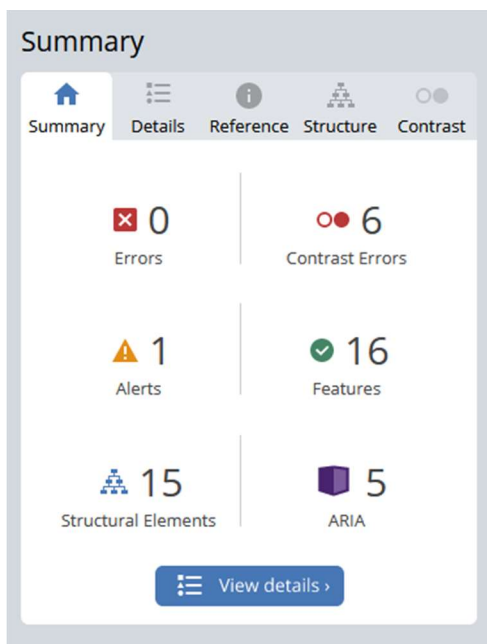 Summary
Summary Details Reference Structure Contrast
0 6
Errors Contrast Errors
1 16
Alerts Features
15 5
Structural Elements ARIA
View details ›